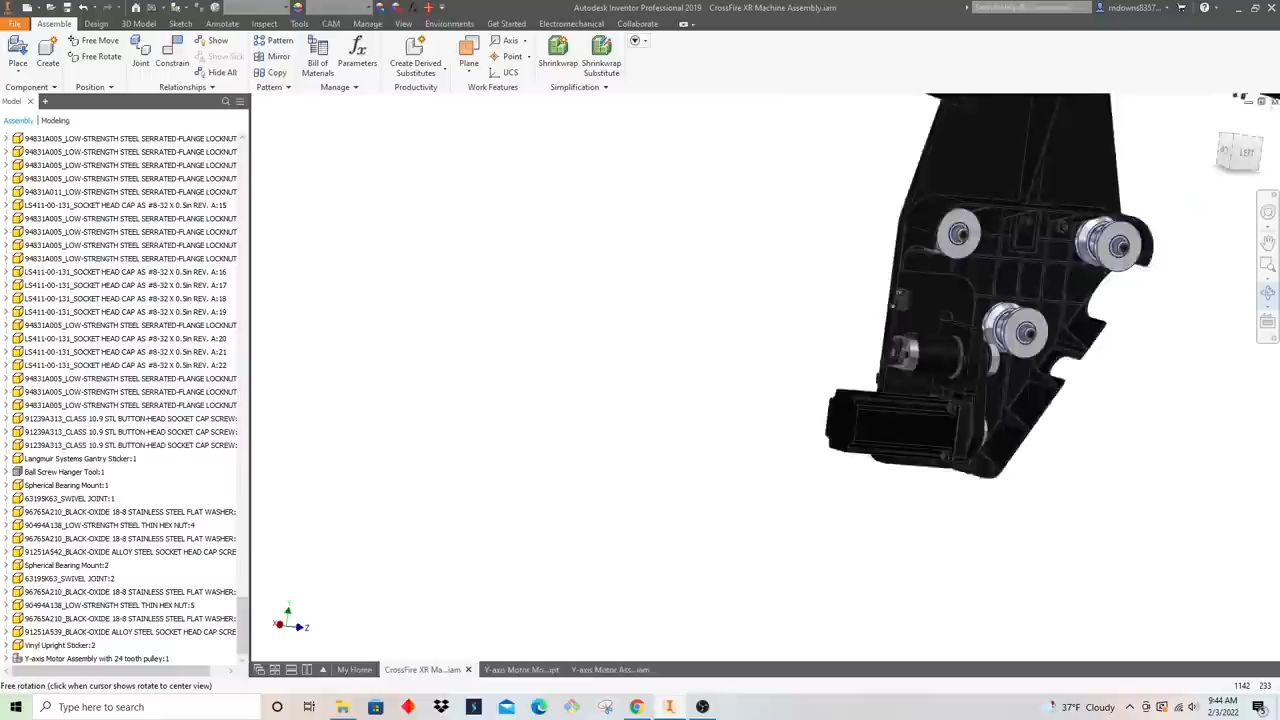 Autodesk Inventor Professional 2019 CrossFire XR Machine Assembly.iam
mdowns8357...
File Assemble Design 3D Model Sketch Annotate Inspect Tools CAM Manage View Environments Get Started Electromechanical Collaborate
Place Create Free Move Free Rotate Joint Constrain Show Show Sick Hide All Pattern Mirror Copy Bill of Materials Parameters Create Derived Substitutes Plane Axis Point UCS Shrinkwrap Shrinkwrap Substitute
Component Position Relationships Pattern Manage Productivity Work Features Simplification
Model
Assembly Modeling
LEFT
94831A005_LOW-STRENGTH STEEL SERRATED-FLANGE LOCKNUT
94831A005_LOW-STRENGTH STEEL SERRATED-FLANGE LOCKNUT
94831A005_LOW-STRENGTH STEEL SERRATED-FLANGE LOCKNUT
94831A005_LOW-STRENGTH STEEL SERRATED-FLANGE LOCKNUT
94831A011_LOW-STRENGTH STEEL SERRATED-FLANGE LOCKNUT
LS411-00-131_SOCKET HEAD CAP AS #8-32 X 0.5in REV. A:15
94831A005_LOW-STRENGTH STEEL SERRATED-FLANGE LOCKNUT
94831A005_LOW-STRENGTH STEEL SERRATED-FLANGE LOCKNUT
94831A005_LOW-STRENGTH STEEL SERRATED-FLANGE LOCKNUT
94831A005_LOW-STRENGTH STEEL SERRATED-FLANGE LOCKNUT
LS411-00-131_SOCKET HEAD CAP AS #8-32 X 0.5in REV. A:16
LS411-00-131_SOCKET HEAD CAP AS #8-32 X 0.5in REV. A:17
LS411-00-131_SOCKET HEAD CAP AS #8-32 X 0.5in REV. A:18
LS411-00-131_SOCKET HEAD CAP AS #8-32 X 0.5in REV. A:19
94831A005_LOW-STRENGTH STEEL SERRATED-FLANGE LOCKNUT
LS411-00-131_SOCKET HEAD CAP AS #8-32 X 0.5in REV. A:20
LS411-00-131_SOCKET HEAD CAP AS #8-32 X 0.5in REV. A:21
LS411-00-131_SOCKET HEAD CAP AS #8-32 X 0.5in REV. A:22
94831A005_LOW-STRENGTH STEEL SERRATED-FLANGE LOCKNUT
94831A005_LOW-STRENGTH STEEL SERRATED-FLANGE LOCKNUT
94831A005_LOW-STRENGTH STEEL SERRATED-FLANGE LOCKNUT
91239A313_CLASS 10.9 STL BUTTON-HEAD SOCKET CAP SCREW:
91239A313_CLASS 10.9 STL BUTTON-HEAD SOCKET CAP SCREW:
91239A313_CLASS 10.9 STL BUTTON-HEAD SOCKET CAP SCREW:
Langmuir Systems Gantry Sticker:1
Ball Screw Hanger Tool:1
Spherical Bearing Mount:1
63195K63_SWIVEL JOINT:1
96765A210_BLACK-OXIDE 18-8 STAINLESS STEEL FLAT WASHER:
90494A138_LOW-STRENGTH STEEL THIN HEX NUT:4
96765A210_BLACK-OXIDE 18-8 STAINLESS STEEL FLAT WASHER:
91251A542_BLACK-OXIDE ALLOY STEEL SOCKET HEAD CAP SCRE
Spherical Bearing Mount:2
63195K63_SWIVEL JOINT:2
96765A210_BLACK-OXIDE 18-8 STAINLESS STEEL FLAT WASHER:
90494A138_LOW-STRENGTH STEEL THIN HEX NUT:5
96765A210_BLACK-OXIDE 18-8 STAINLESS STEEL FLAT WASHER:
91251A539_BLACK-OXIDE ALLOY STEEL SOCKET HEAD CAP SCRE
Vinyl Upright Sticker:2
Y-axis Motor Assembly with 24 tooth pulley:1
Y
X Z
My Home CrossFire XR Ma...iam Y-axis Motor Mo...pt Y-axis Motor Ass...iam
Free rotation (click when cursor shows rotate to center view) 1142 233
Type here to search 37°F Cloudy 9:44 AM
2/3/2022